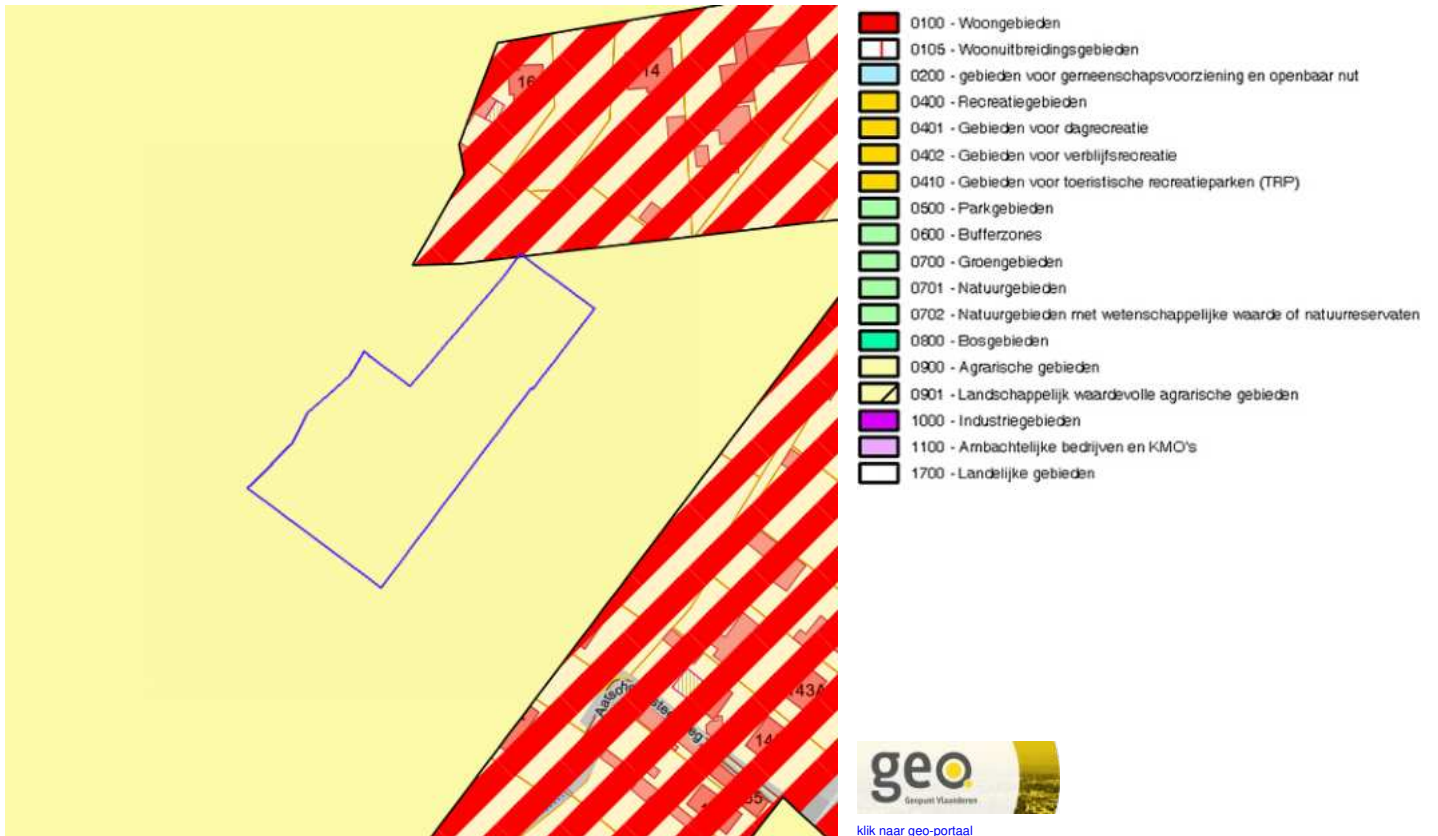 16
14
143A
0100 - Woongebieden
0105 - Woonuitbreidingsgebieden
0200 - gebieden voor gemeenschapsvoorziening en openbaar nut
0400 - Recreatiegebieden
0401 - Gebieden voor dagrecreatie
0402 - Gebieden voor verblijfsrecreatie
0410 - Gebieden voor toeristische recreatieparken (TRP)
0500 - Parkgebieden
0600 - Bufferzones
0700 - Groengebieden
0701 - Natuurgebieden
0702 - Natuurgebieden met wetenschappelijke waarde of natuurreservaten
0800 - Bosgebieden
0900 - Agrarische gebieden
0901 - Landschappelijk waardevolle agrarische gebieden
1000 - Industriegebieden
1100 - Ambachtelijke bedrijven en KMO's
1700 - Landelijke gebieden
geo.
Geopunt Vlaanderen
klik naar geo-portaal